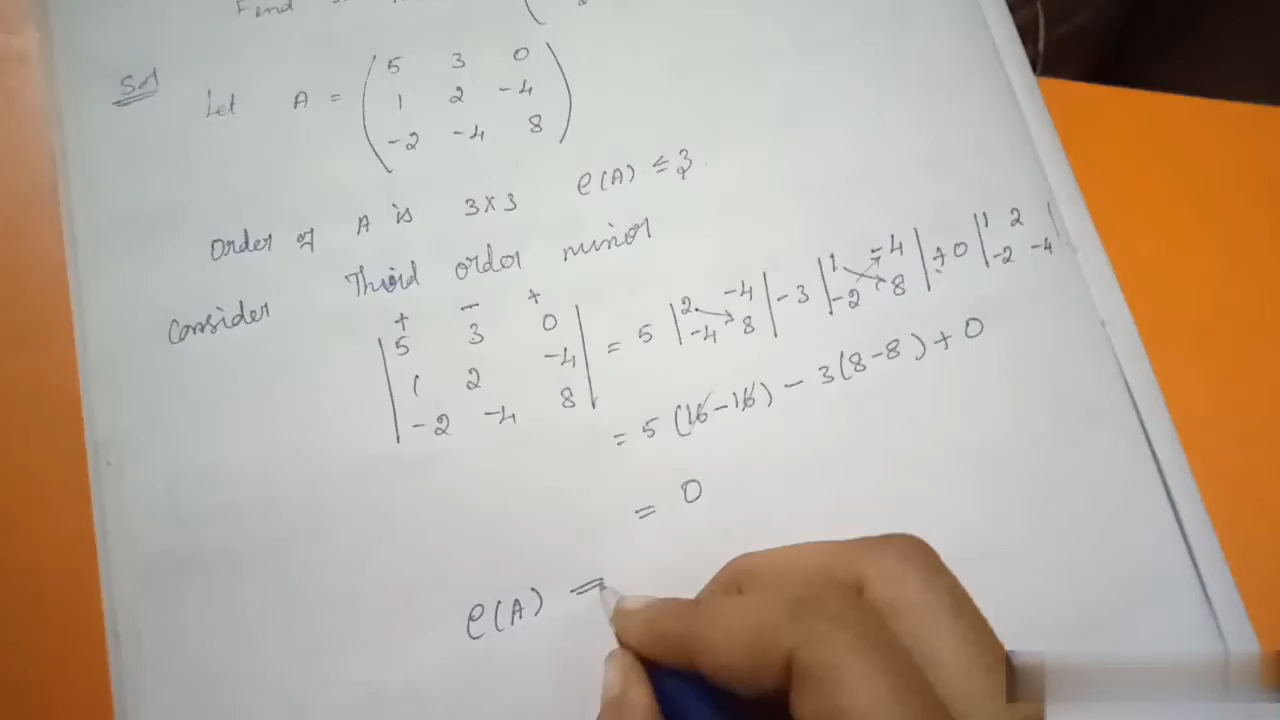 Find
Sol Let A = ( 5 3 0
1 2 -4
-2 -4 8 )
Order of A is 3×3 ρ(A) ≤ 3
Consider Third order minor
+ - +
| 5 3 0
1 2 -4
-2 -4 8 | = 5 | 2 -4
-4 8 | - 3 | 1 -4
-2 8 | + 0 | 1 2
-2 -4 |
= 5 (16-16) - 3(8-8) + 0
= 0
ρ(A) =